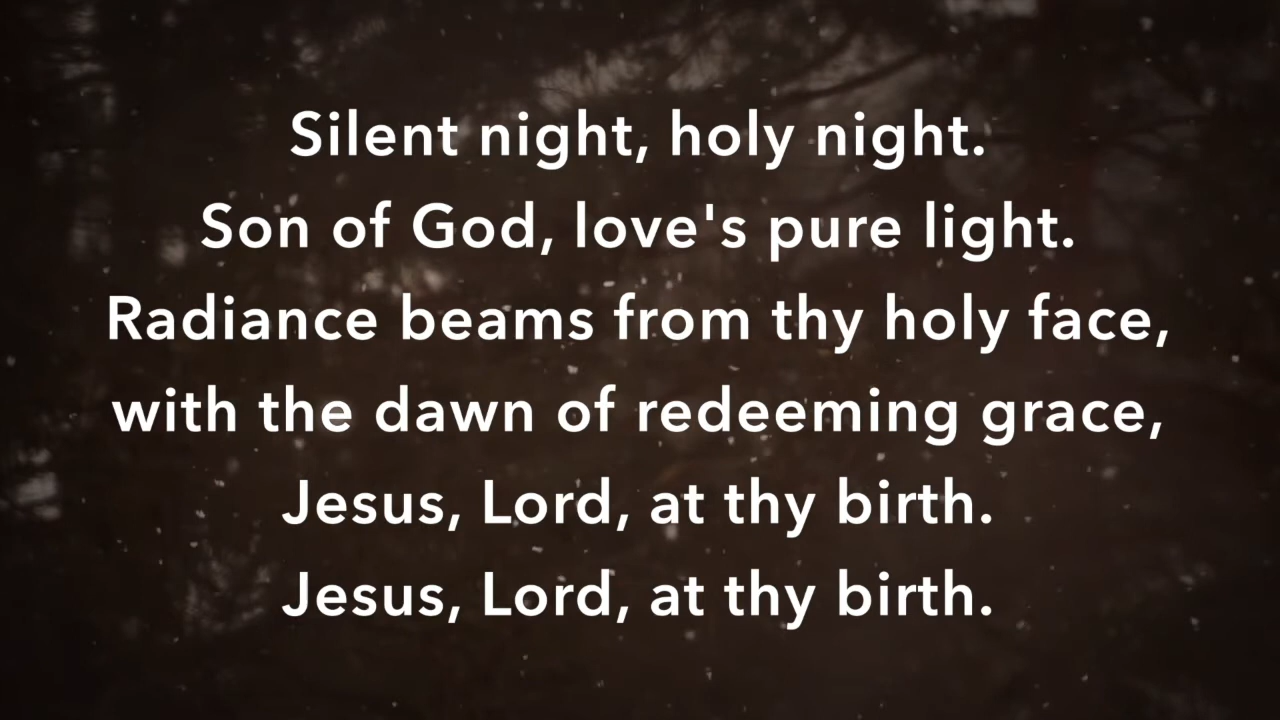 Silent night, holy night.
Son of God, love's pure light.
Radiance beams from thy holy face,
with the dawn of redeeming grace,
Jesus, Lord, at thy birth.
Jesus, Lord, at thy birth.